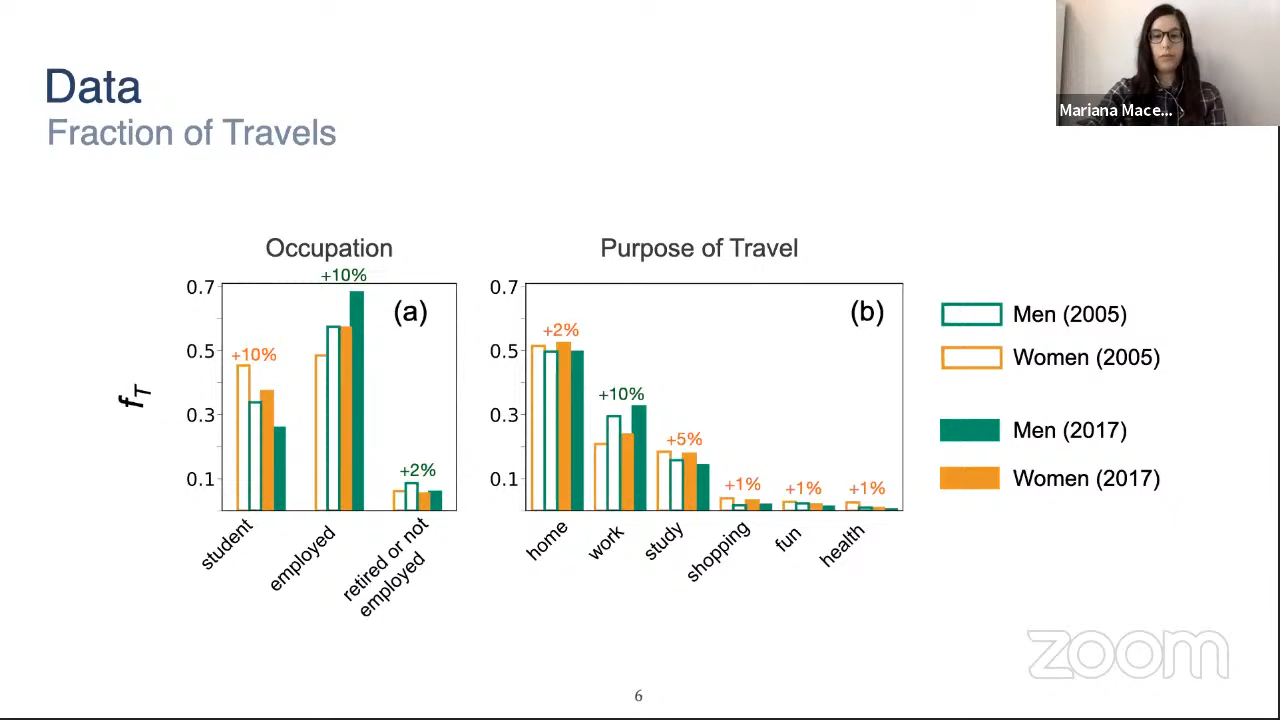 Data
Fraction of Travels
Mariana Mace...
Occupation
Purpose of Travel
+10%
0.7
0.5
0.3
0.1
(a)
+10%
+2%
fT
student
employed
retired or not
employed
0.7
0.5
0.3
0.1
+2%
(b)
+10%
+5%
+1%
+1%
+1%
home
work
study
shopping
fun
health
Men (2005)
Women (2005)
Men (2017)
Women (2017)
zoom
6